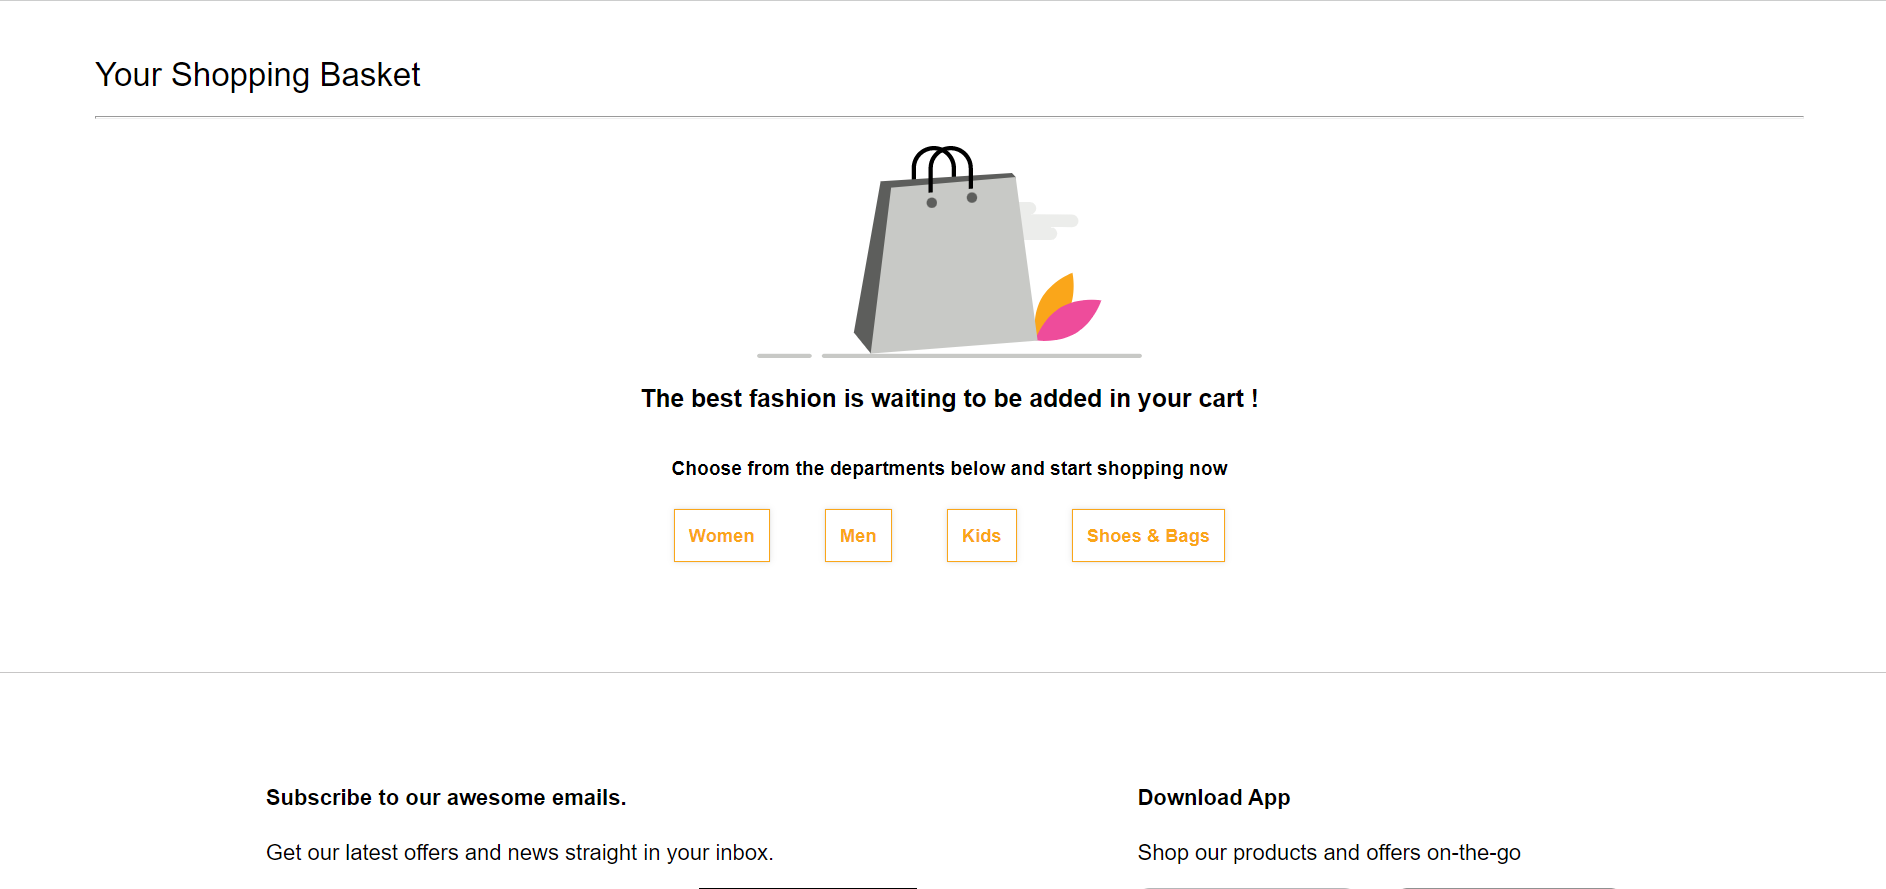 Your Shopping Basket
The best fashion is waiting to be added in your cart !
Choose from the departments below and start shopping now
Women
Men
Kids
Shoes & Bags
Subscribe to our awesome emails.
Get our latest offers and news straight in your inbox.
Download App
Shop our products and offers on-the-go